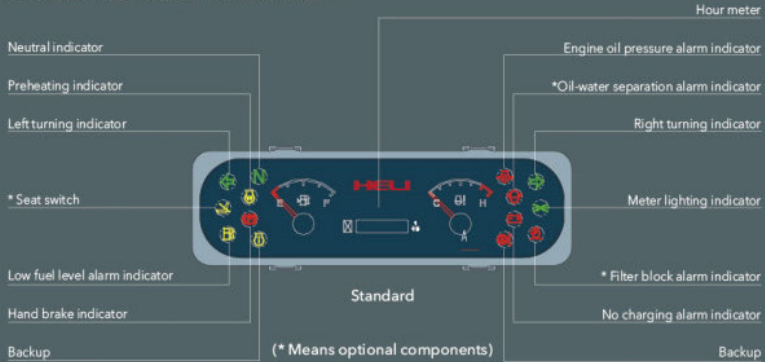 Hour meter
Neutral indicator
Engine oil pressure alarm indicator
Preheating indicator
*Oil-water separation alarm indicator
Left turning indicator
Right turning indicator
HELI
E F
C H
* Seat switch
Meter lighting indicator
A
Low fuel level alarm indicator
* Filter block alarm indicator
Standard
Hand brake indicator
No charging alarm indicator
(* Means optional components)
Backup
Backup